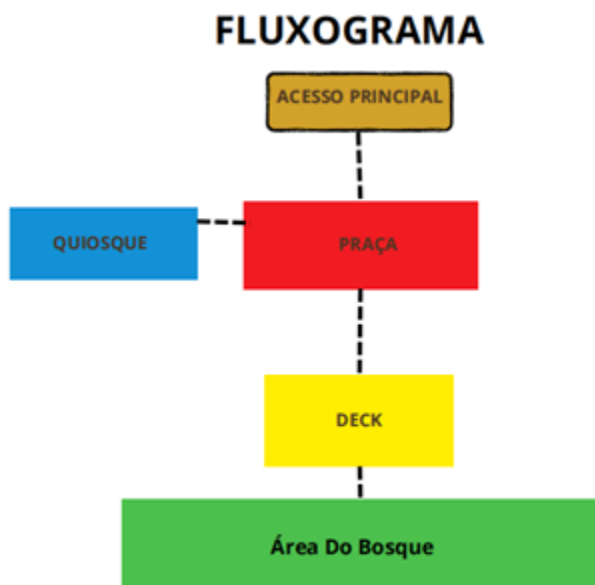 FLUXOGRAMA
ACESSO PRINCIPAL
QUIOSQUE
PRAÇA
DECK
Área Do Bosque